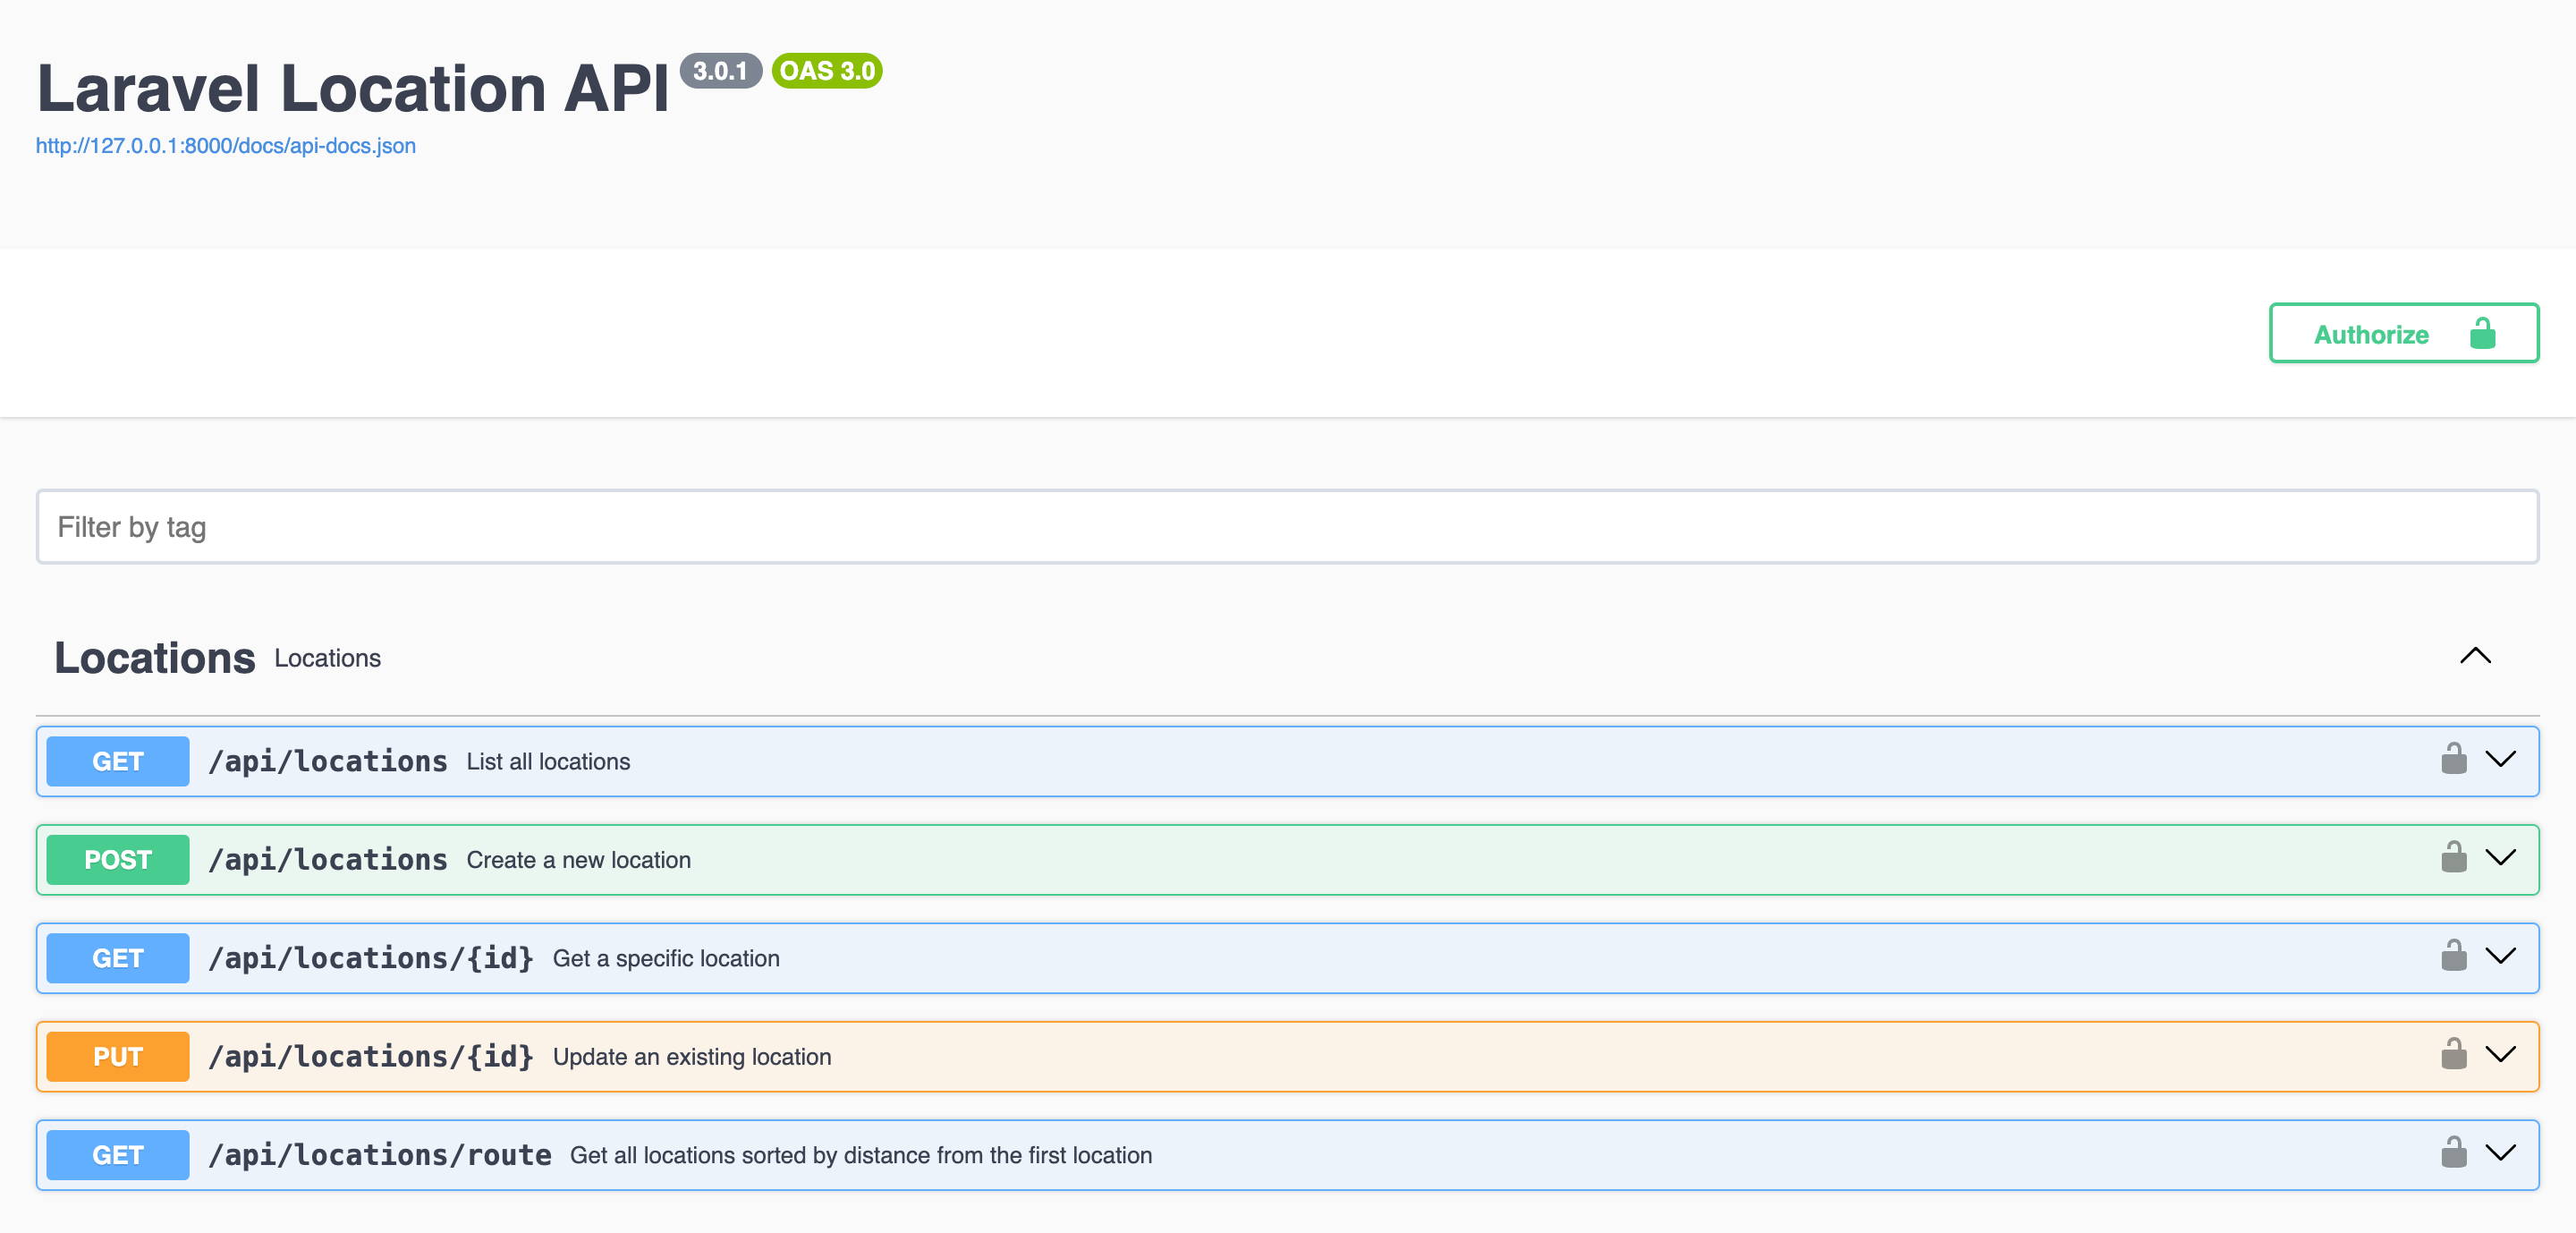 Laravel Location API 3.0.1 OAS 3.0
http://127.0.0.1:8000/docs/api-docs.json
Authorize
Filter by tag
Locations Locations
GET /api/locations List all locations
POST /api/locations Create a new location
GET /api/locations/{id} Get a specific location
PUT /api/locations/{id} Update an existing location
GET /api/locations/route Get all locations sorted by distance from the first location